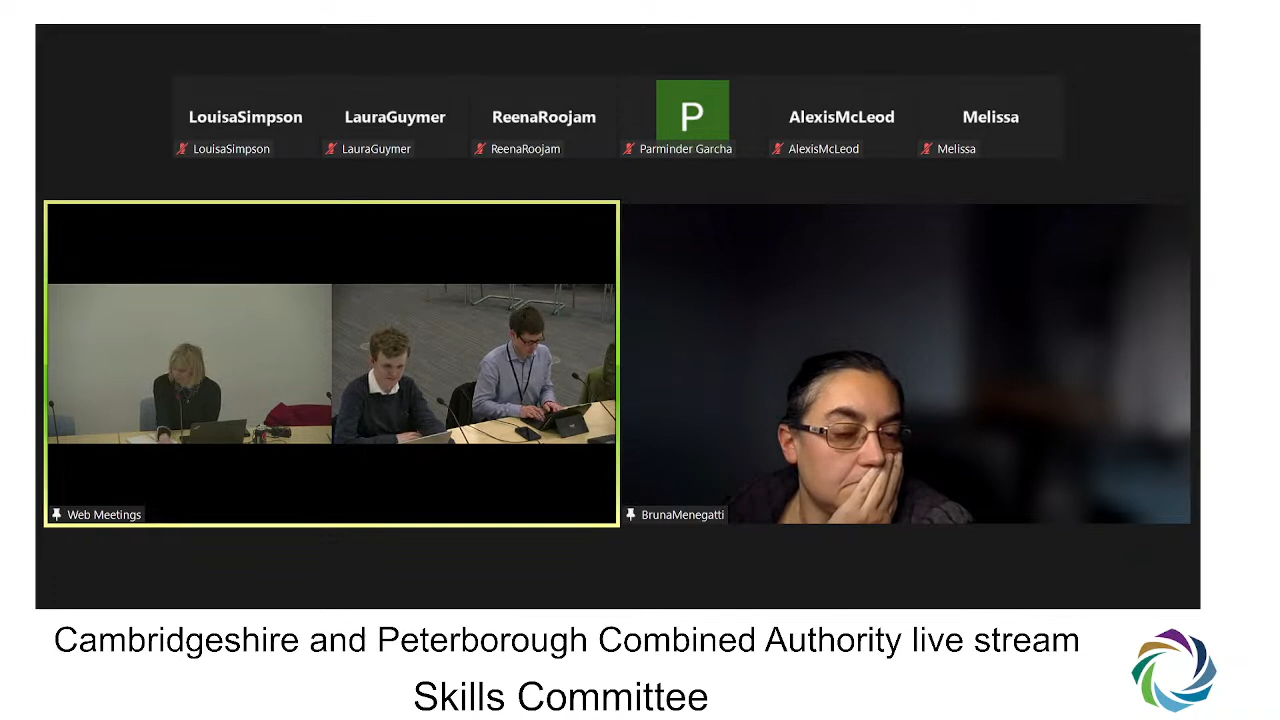 LouisaSimpson LauraGuymer ReenaRoojam P AlexisMcLeod Melissa
LouisaSimpson LauraGuymer ReenaRoojam Parminder Garcha AlexisMcLeod Melissa
Web Meetings BrunaMenegatti
Cambridgeshire and Peterborough Combined Authority live stream
Skills Committee